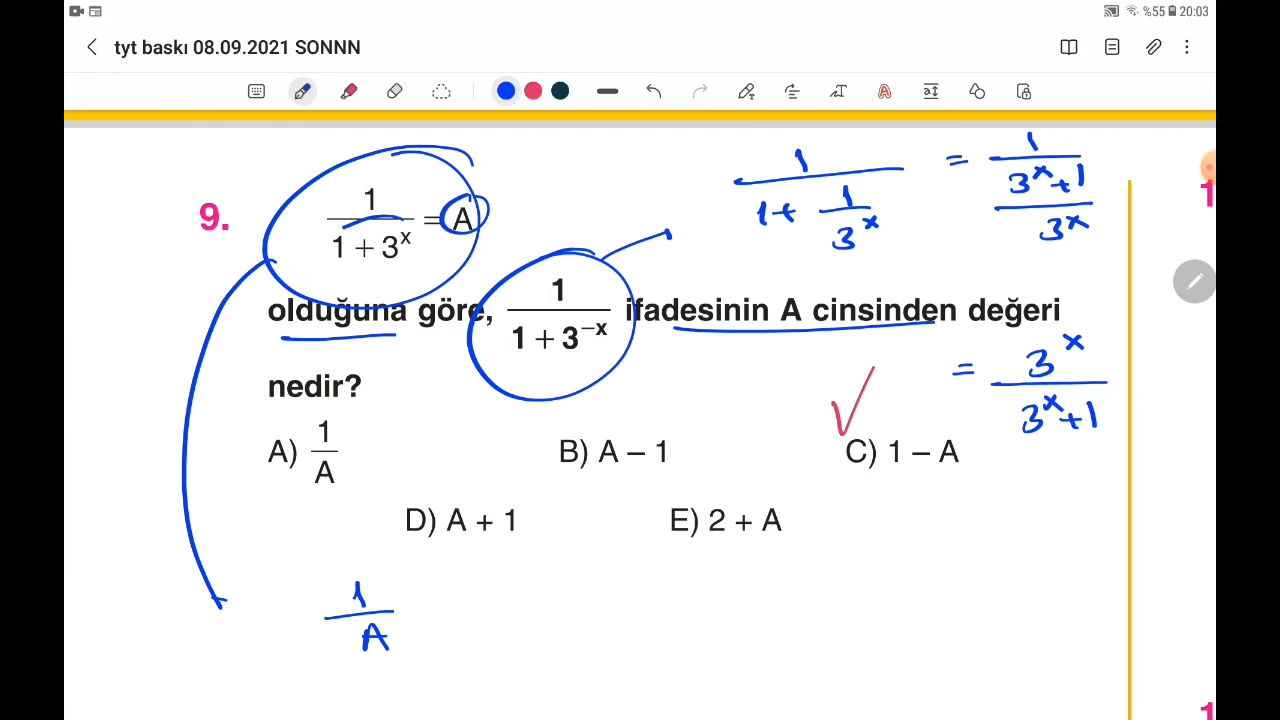 %55 20:03
tyt baskı 08.09.2021 SONNN
9.
1
1 + 3^x
= A
olduğuna göre, 1 / (1 + 3^-x) ifadesinin A cinsinden değeri
nedir?
A) 1/A
B) A – 1
C) 1 – A
D) A + 1
E) 2 + A
1 / (1 + 1/3^x) = 1 / ((3^x+1) / 3^x)
= 3^x / (3^x+1)
1/A
1
1